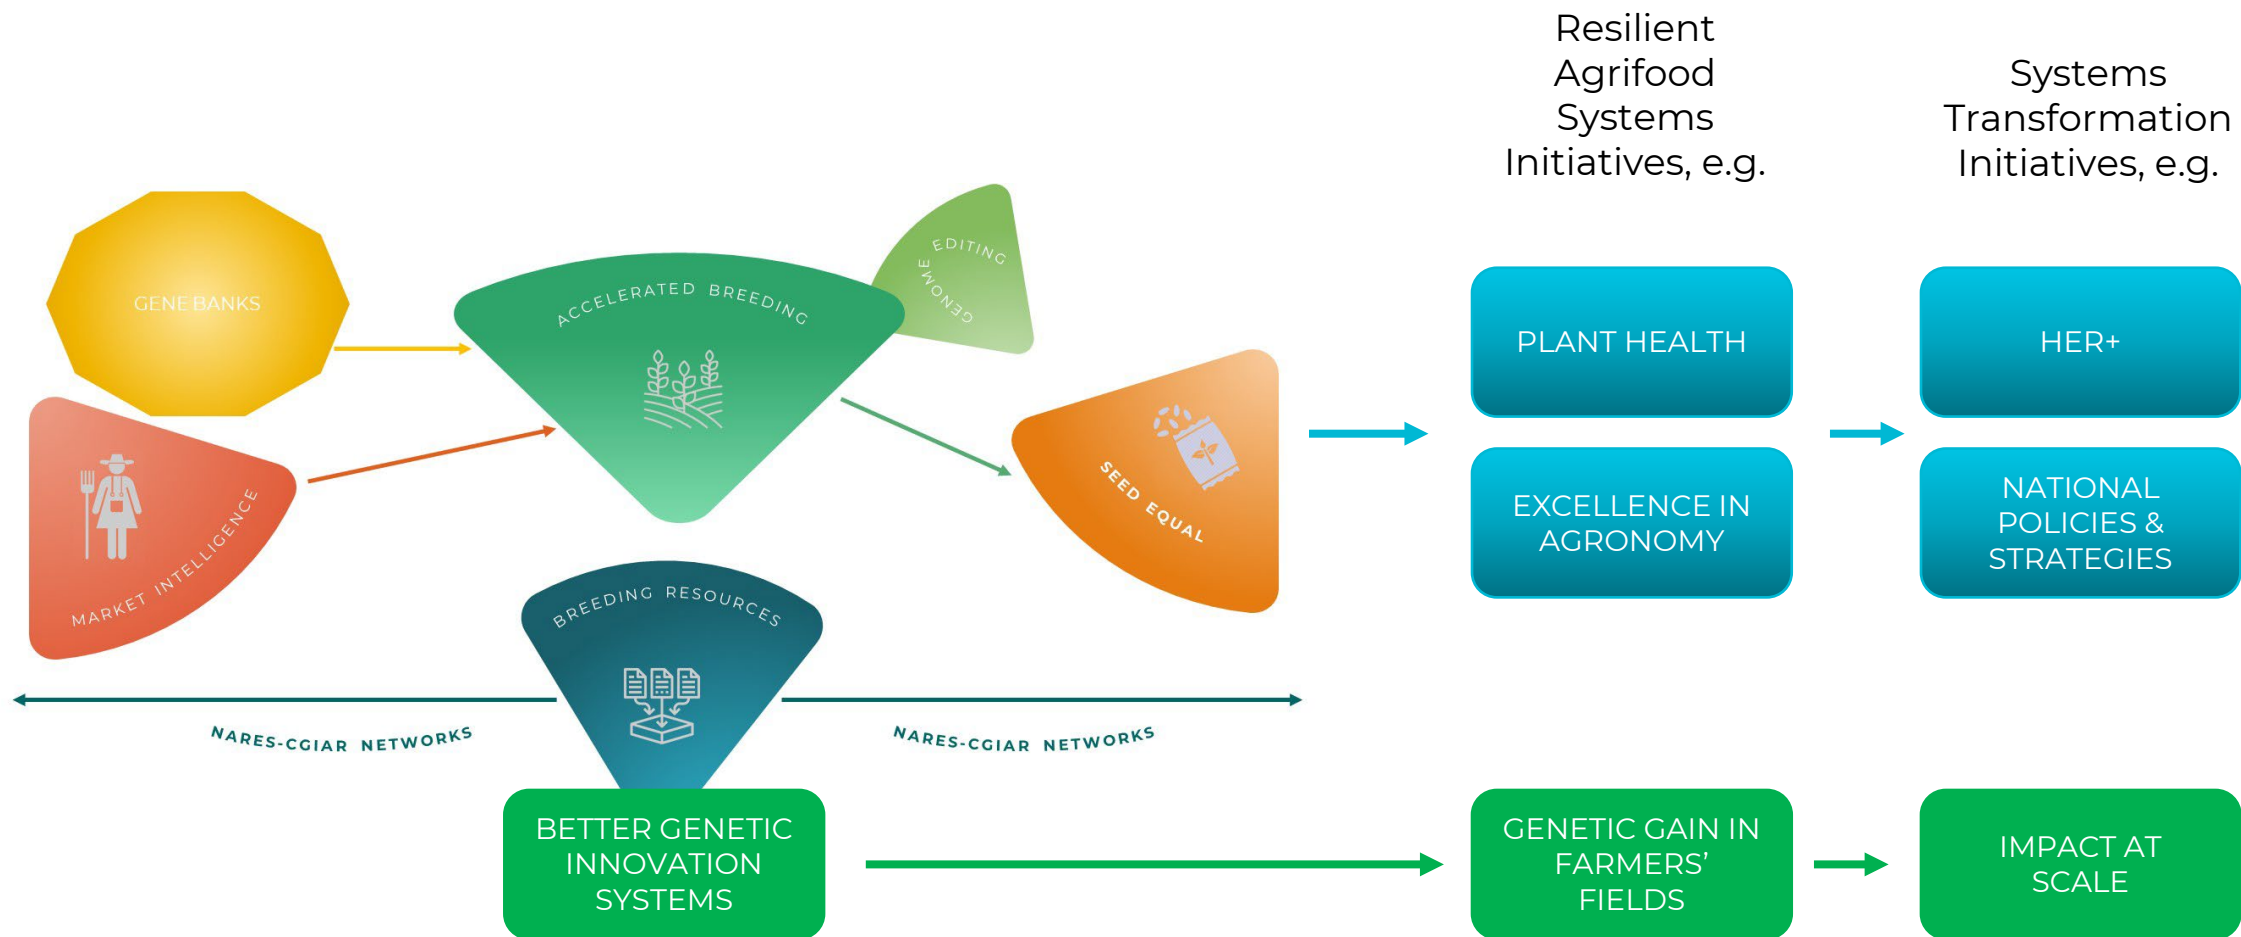 Resilient
Agrifood
Systems
Initiatives, e.g.
Systems
Transformation
Initiatives, e.g.
GENE BANKS
ACCELERATED BREEDING
GENOME EDITING
MARKET INTELLIGENCE
SEED EQUAL
BREEDING RESOURCES
NARES-CGIAR NETWORKS
NARES-CGIAR NETWORKS
PLANT HEALTH
HER+
EXCELLENCE IN
AGRONOMY
NATIONAL
POLICIES &
STRATEGIES
BETTER GENETIC
INNOVATION
SYSTEMS
GENETIC GAIN IN
FARMERS’
FIELDS
IMPACT AT
SCALE